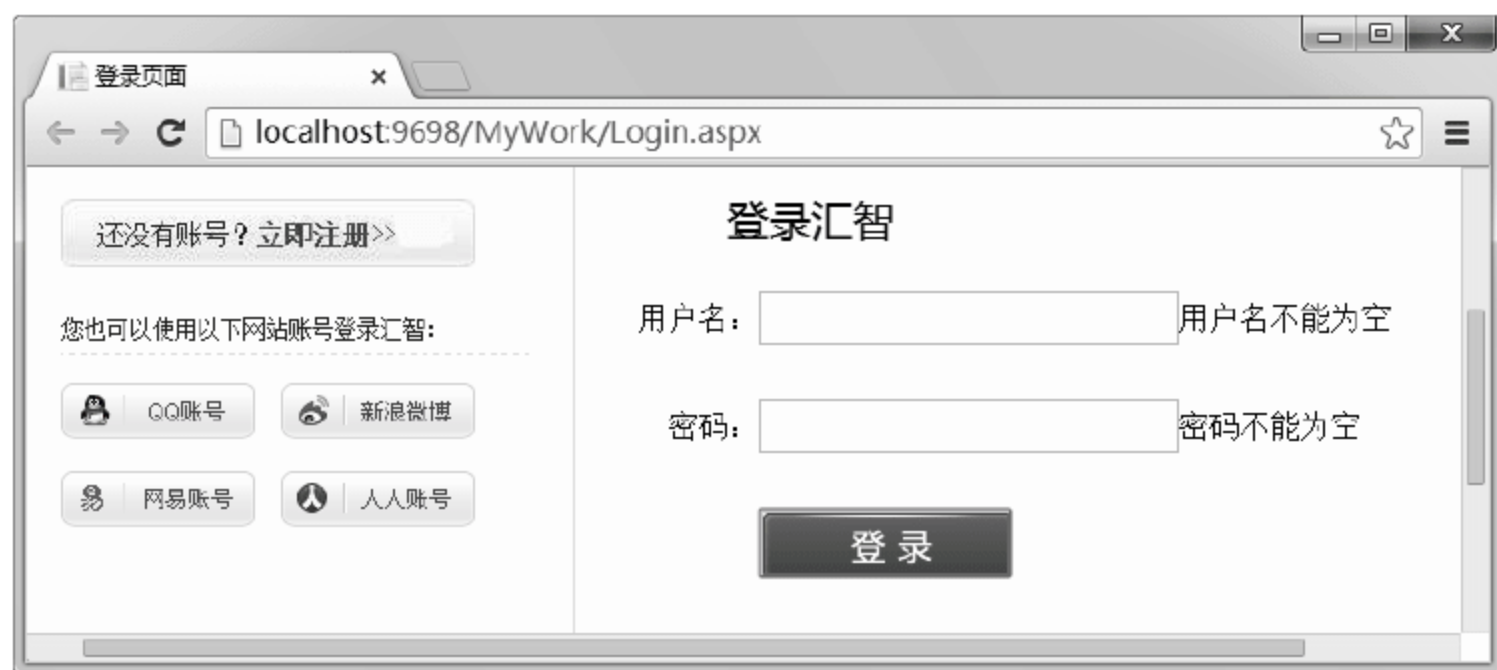 登录页面
localhost:9698/MyWork/Login.aspx
还没有账号？立即注册>>
您也可以使用以下网站账号登录汇智：
QQ账号
新浪微博
网易账号
人人账号
登录汇智
用户名：
用户名不能为空
密码：
密码不能为空
登 录